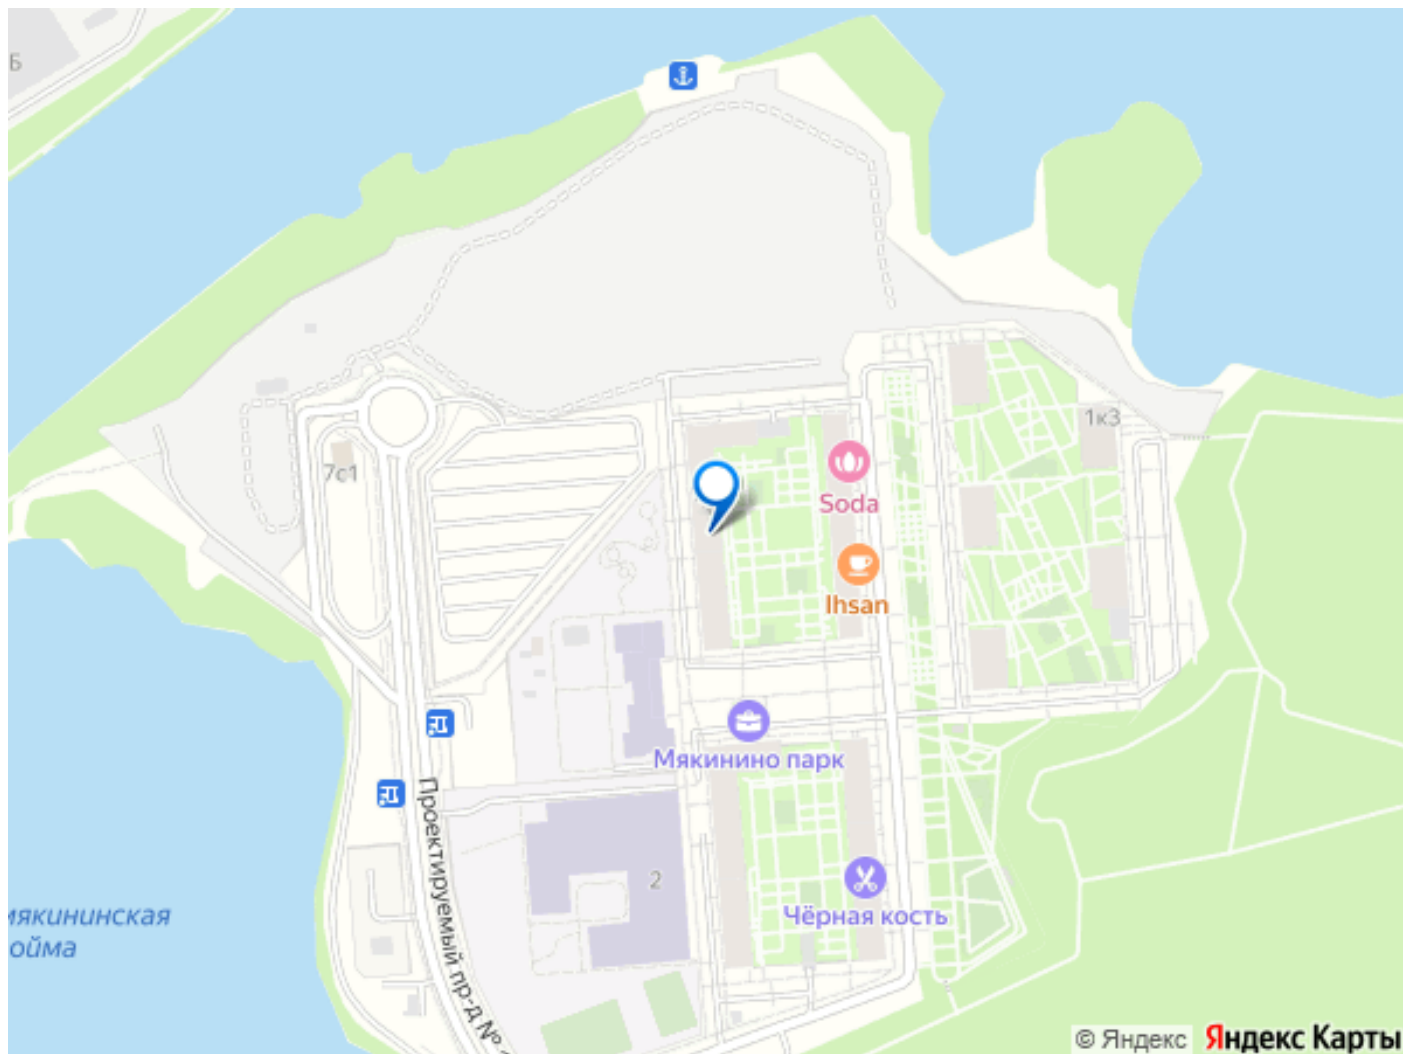 Б
1к3
7с1
Soda
Ihsan
Мякинино парк
Проектируемый пр-д №
2
Чёрная кость
мякининская
ойма
© Яндекс Яндекс Карты